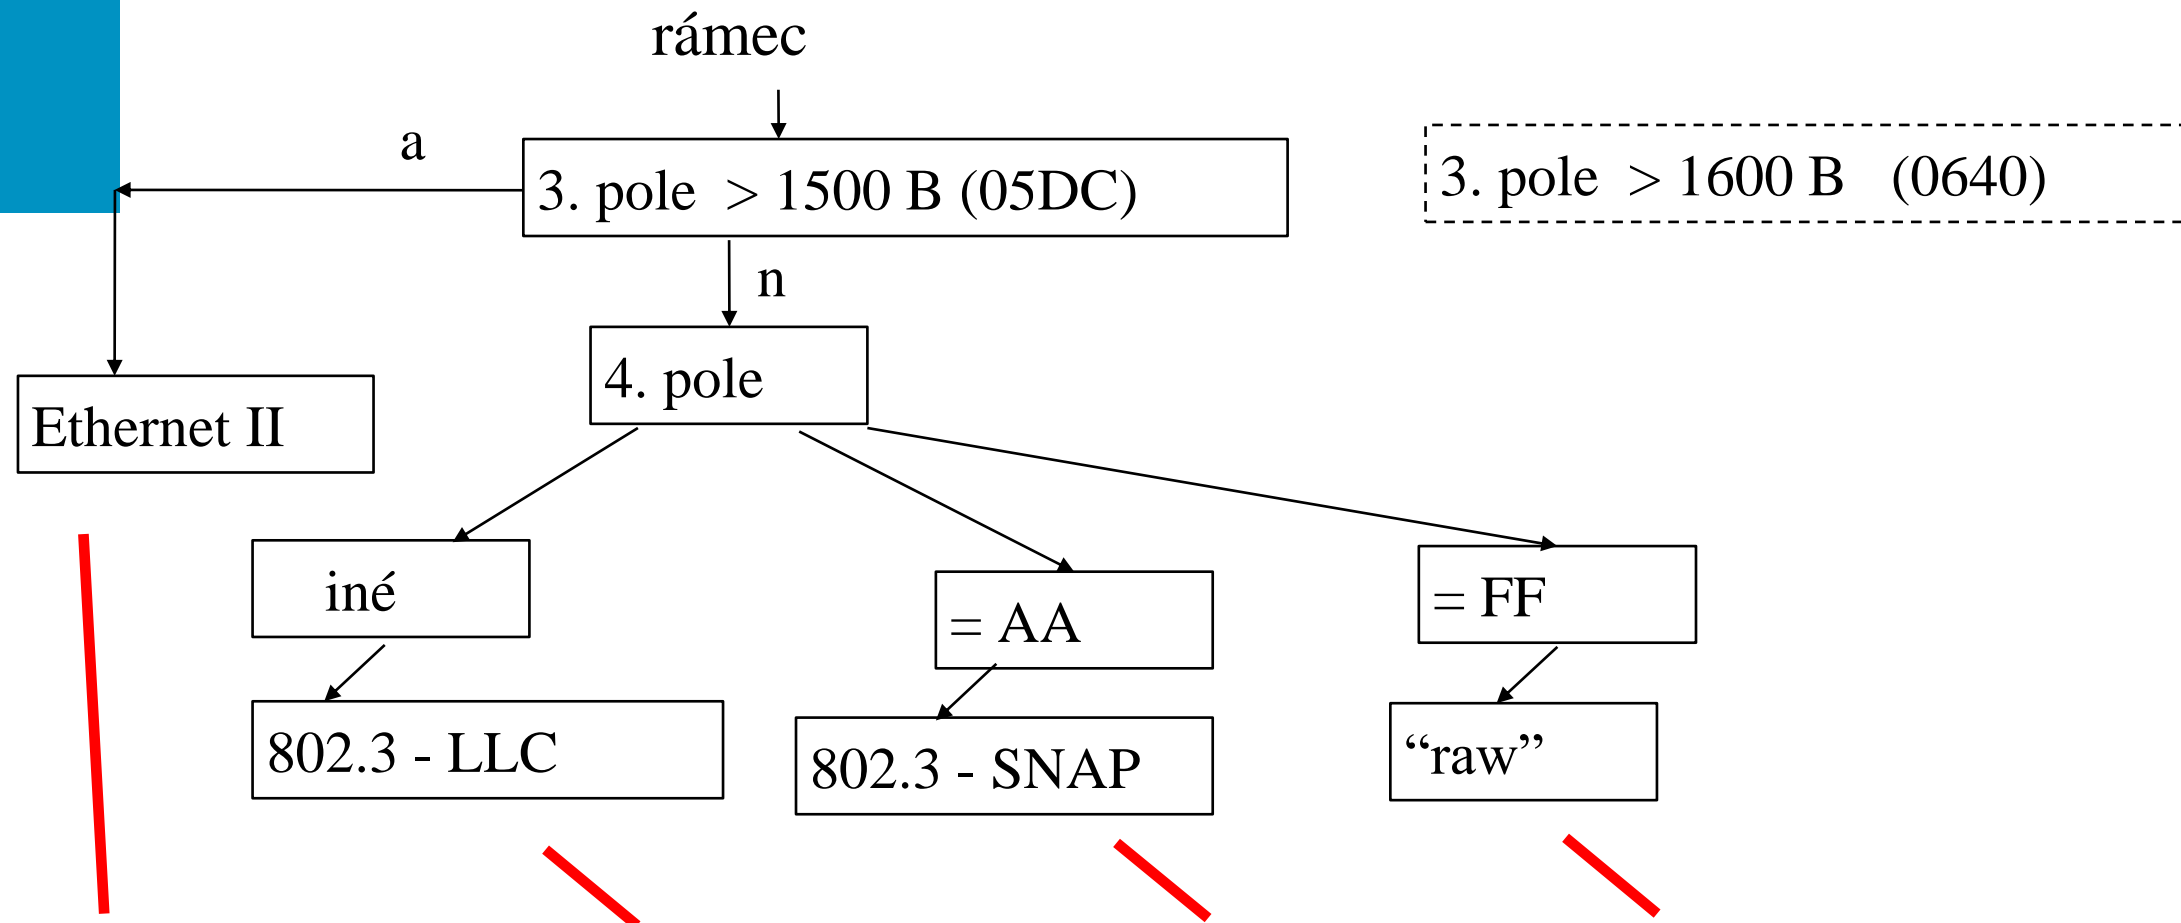 rámec
a
3. pole > 1500 B (05DC)
3. pole > 1600 B (0640)
n
4. pole
Ethernet II
iné
= AA
= FF
802.3 - LLC
802.3 - SNAP
“raw”